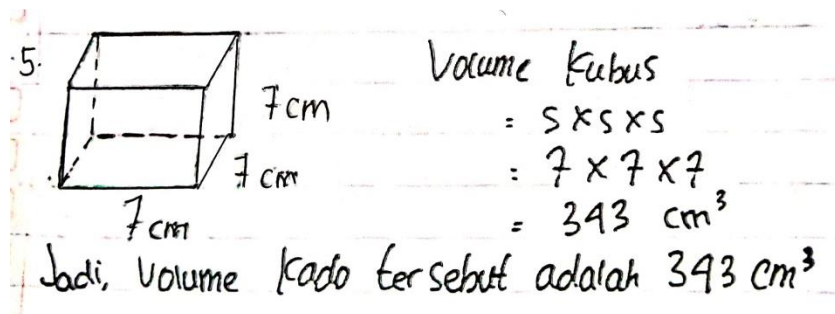 5.
7 cm
7 cm
7 cm
Volume Kubus
= s x s x s
= 7 x 7 x 7
= 343 cm³
Jadi, Volume Kado tersebut adalah 343 cm³